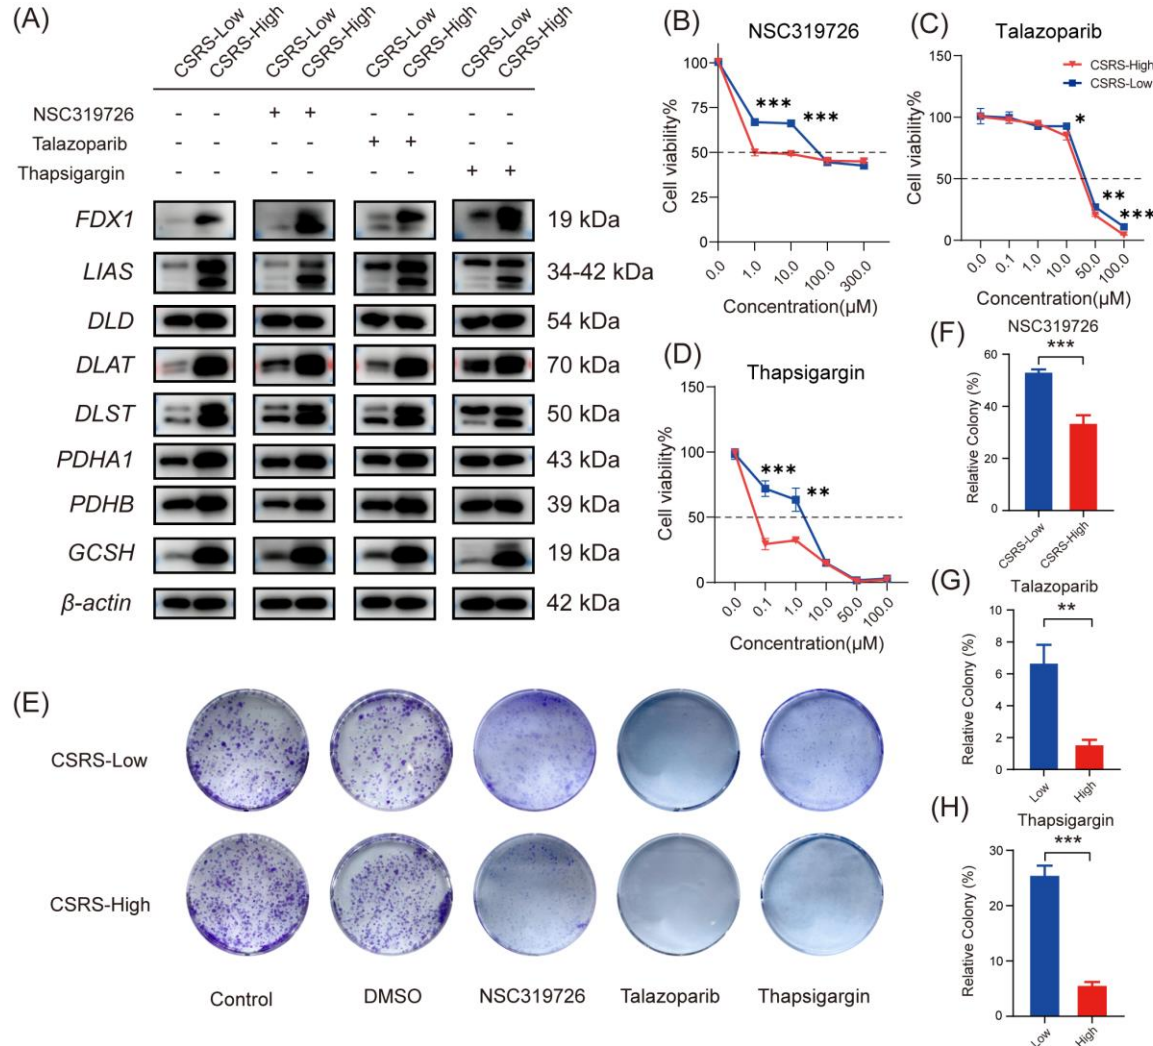 (A)
CSRS-Low
CSRS-High
CSRS-Low
CSRS-High
CSRS-Low
CSRS-High
CSRS-Low
CSRS-High
NSC319726 - - + + - - - -
Talazoparib - - - - + + - -
Thapsigargin - - - - - - + +
FDX1 19 kDa
LIAS 34-42 kDa
DLD 54 kDa
DLAT 70 kDa
DLST 50 kDa
PDHA1 43 kDa
PDHB 39 kDa
GCSH 19 kDa
β-actin 42 kDa
(B)
NSC319726
Cell viability%
100
75
50
25
0
***
***
0.0
1.0
10.0
100.0
300.0
Concentration(μM)
(C)
Talazoparib
CSRS-High
CSRS-Low
Cell viability%
150
100
50
0
*
**
***
0.0
0.1
1.0
10.0
50.0
100.0
Concentration(μM)
(D)
Thapsigargin
Cell viability%
150
100
50
0
***
**
0.0
0.1
1.0
10.0
50.0
100.0
Concentration(μM)
(E)
CSRS-Low
CSRS-High
Control
DMSO
NSC319726
Talazoparib
Thapsigargin
(F)
NSC319726
***
Relative Colony (%)
60
40
20
0
CSRS-Low
CSRS-High
(G)
Talazoparib
**
Relative Colony (%)
8
6
4
2
0
Low
High
(H)
Thapsigargin
***
Relative Colony (%)
30
20
10
0
Low
High